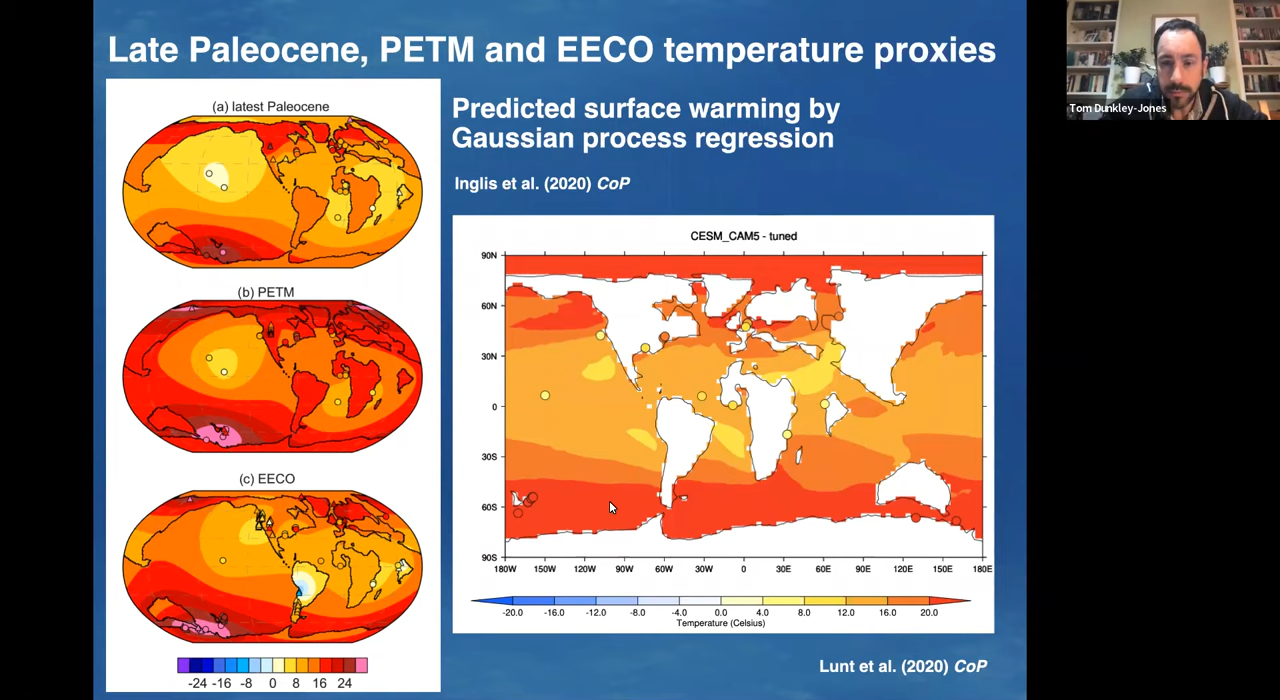 Late Paleocene, PETM and EECO temperature proxies
Tom Dunkley-Jones
(a) latest Paleocene
(b) PETM
(c) EECO
-24 -16 -8 0 8 16 24
Predicted surface warming by
Gaussian process regression
Inglis et al. (2020) CoP
CESM_CAM5 - tuned
90N
60N
30N
0
30S
60S
90S
180W 150W 120W 90W 60W 30W 0 30E 60E 90E 120E 150E 180E
-20.0 -16.0 -12.0 -8.0 -4.0 0.0 4.0 8.0 12.0 16.0 20.0
Temperature (Celsius)
Lunt et al. (2020) CoP